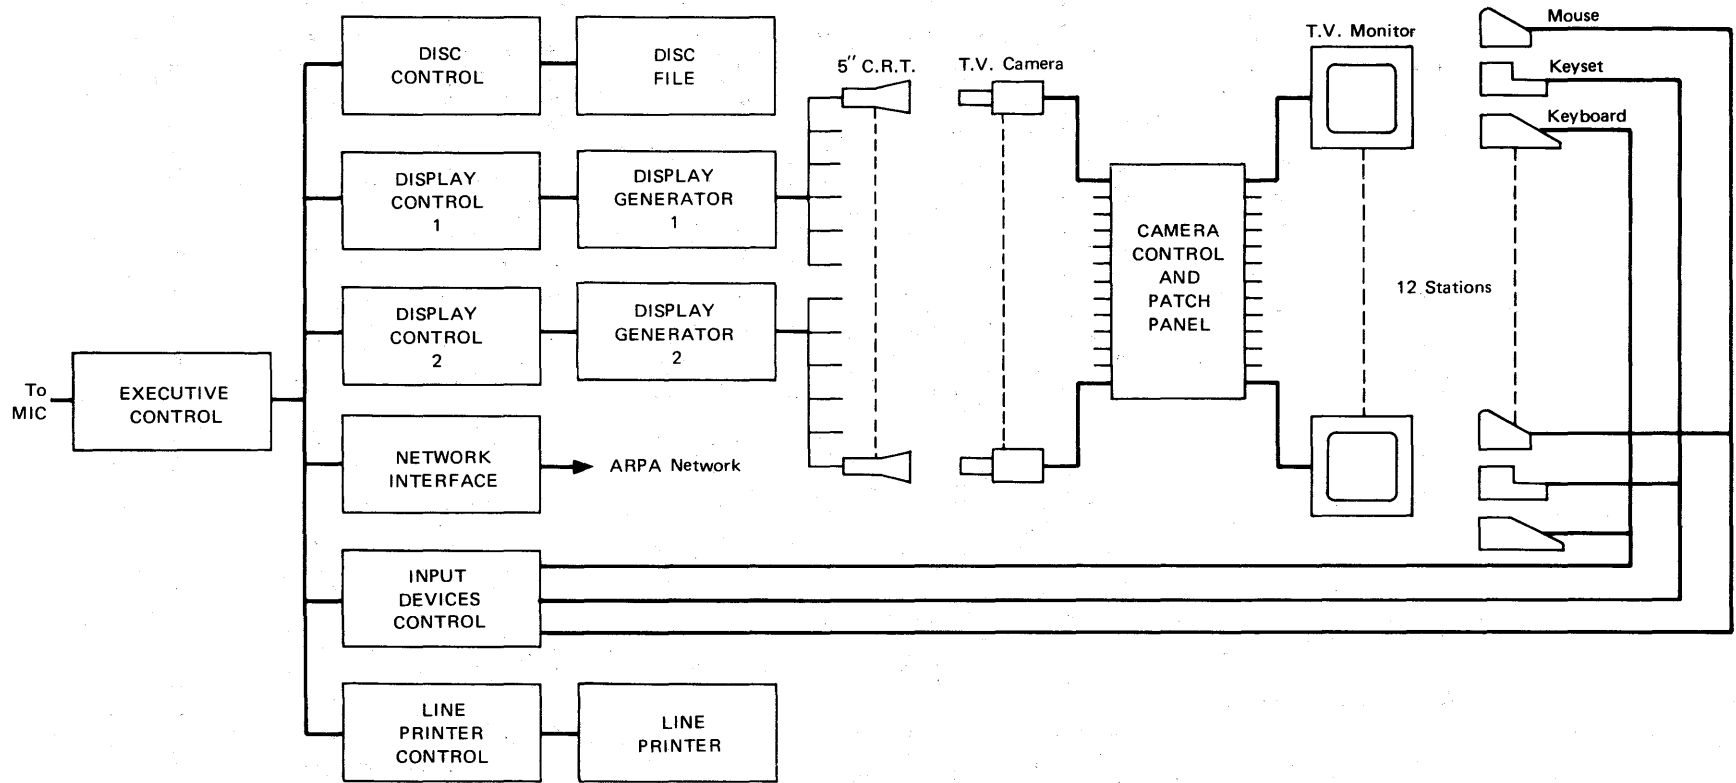 DISC
CONTROL
DISC
FILE
5" C.R.T.
T.V. Camera
T.V. Monitor
Mouse
Keyset
Keyboard
DISPLAY
CONTROL
1
DISPLAY
GENERATOR
1
CAMERA
CONTROL
AND
PATCH
PANEL
12 Stations
DISPLAY
CONTROL
2
DISPLAY
GENERATOR
2
To
MIC
EXECUTIVE
CONTROL
NETWORK
INTERFACE
ARPA Network
INPUT
DEVICES
CONTROL
LINE
PRINTER
CONTROL
LINE
PRINTER